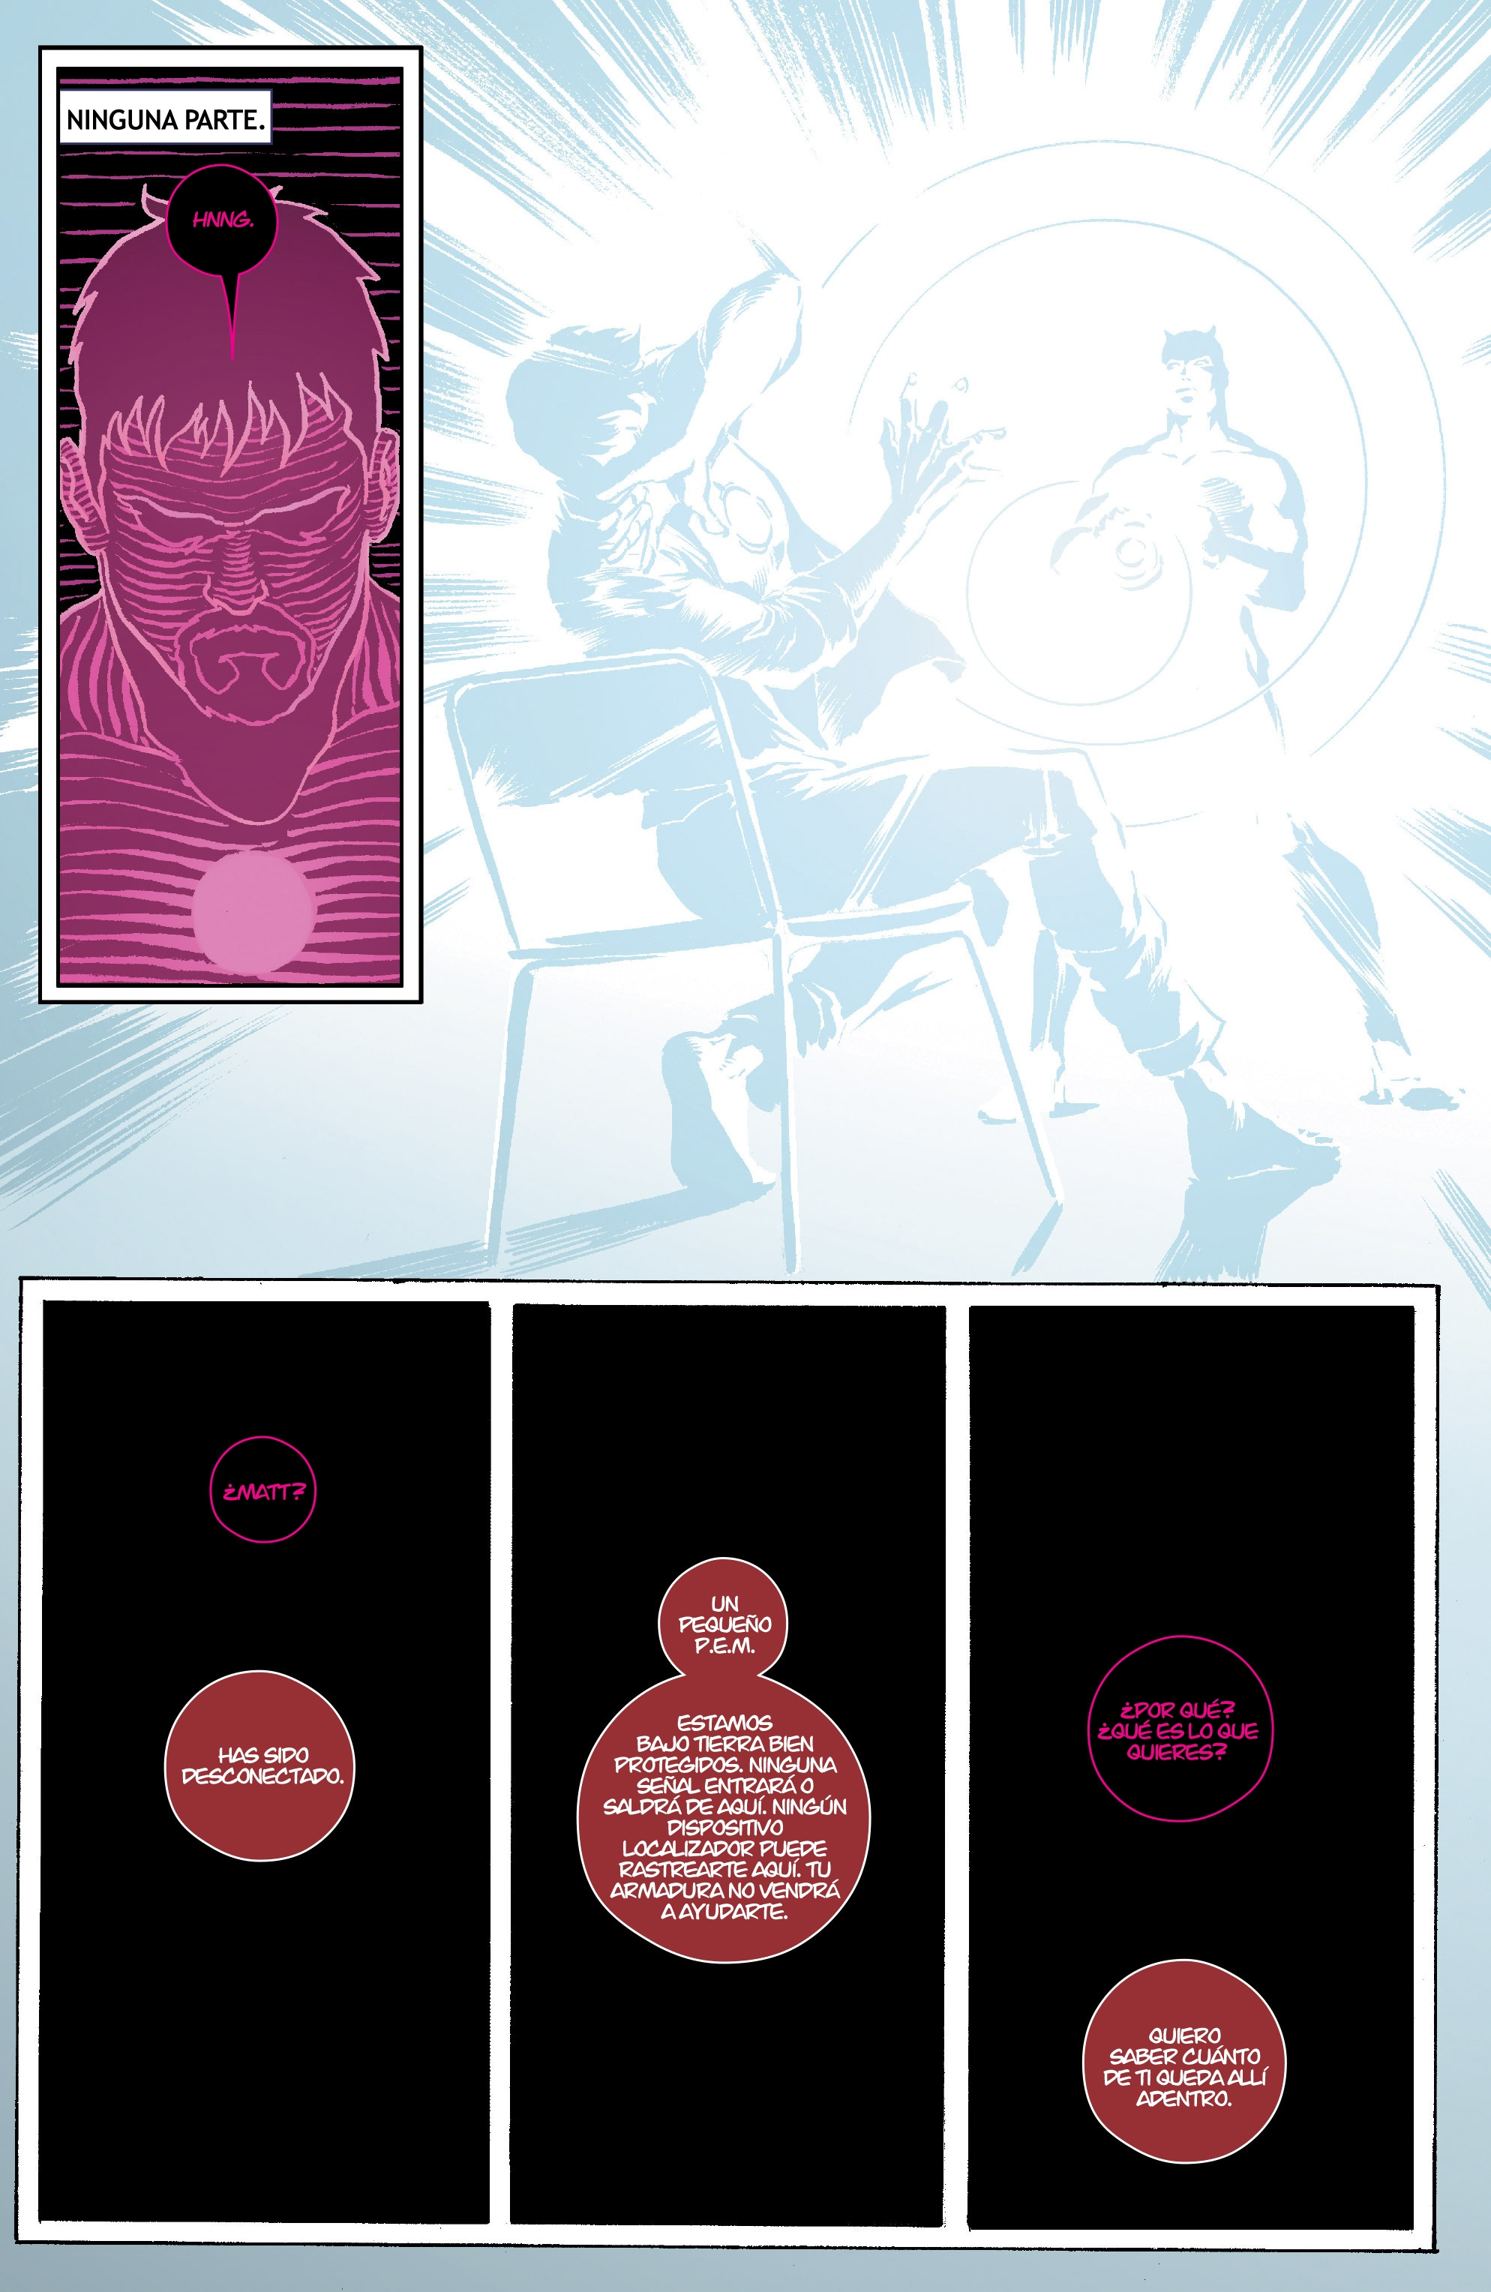 NINGUNA PARTE.
HNNG.
¿MATT?
HAS SIDO
DESCONECTADO.
UN
PEQUEÑO
P.E.M.
ESTAMOS
BAJO TIERRA BIEN
PROTEGIDOS. NINGUNA
SEÑAL ENTRARÁ O
SALDRÁ DE AQUÍ. NINGÚN
DISPOSITIVO
LOCALIZADOR PUEDE
RASTREARTE AQUÍ. TU
ARMADURA NO VENDRÁ
A AYUDARTE.
¿POR QUÉ?
¿QUÉ ES LO QUE
QUIERES?
QUIERO
SABER CUÁNTO
DE TI QUEDA ALLÍ
ADENTRO.